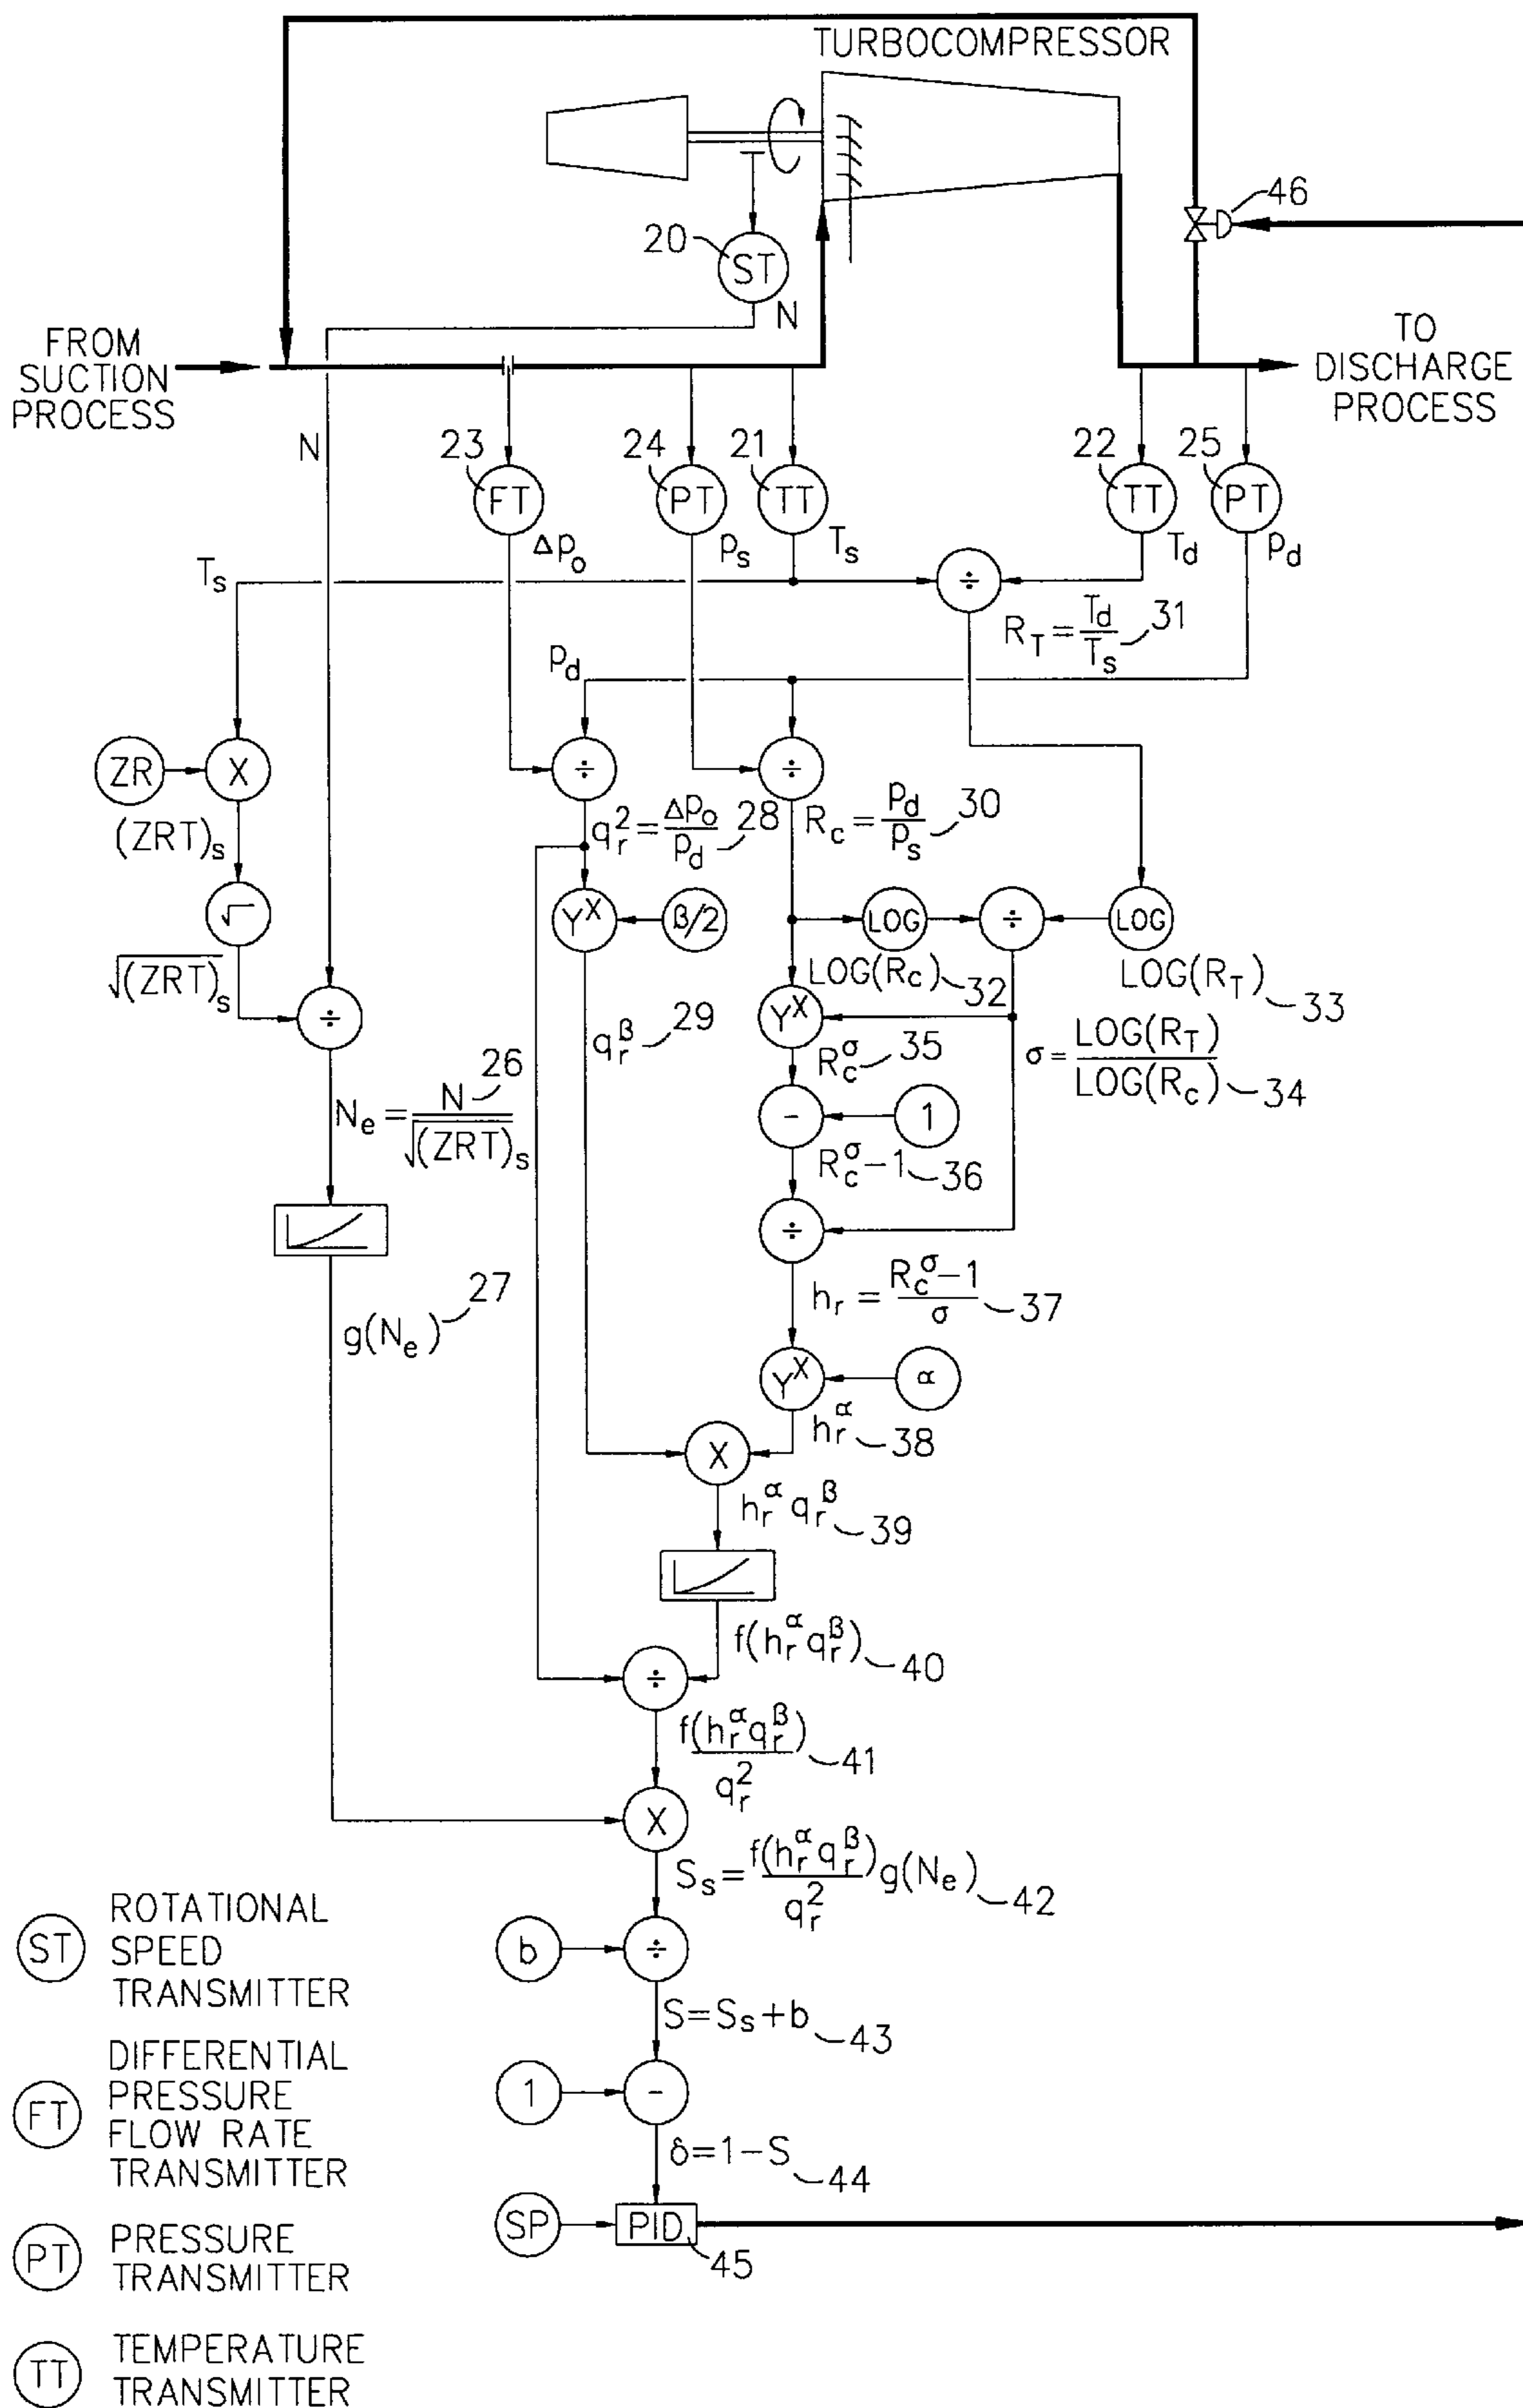 TURBOCOMPRESSOR
46
20
ST
N
FROM
SUCTION
PROCESS
TO
DISCHARGE
PROCESS
N
23
24
21
22
25
FT
PT
TT
TT
PT
Δp_o
p_s
T_s
T_d
p_d
T_s
÷
R_T = T_d/T_s 31
p_d
ZR
X
÷
÷
(ZRT)_s
q_r^2 = Δp_o/p_d 28
R_c = p_d/p_s 30
√
Y^X
β/2
LOG
÷
LOG
√(ZRT)_s
LOG(R_c) 32
LOG(R_T) 33
÷
q_r^β 29
Y^X
R_c^σ 35
σ = LOG(R_T)/LOG(R_c) 34
N_e = N/√(ZRT)_s 26
-
1
R_c^σ-1 36
÷
g(N_e) 27
h_r = R_c^σ-1/σ 37
Y^X
α
h_r^α 38
X
h_r^α q_r^β 39
f(h_r^α q_r^β) 40
÷
f(h_r^α q_r^β)/q_r^2 41
X
S_s = f(h_r^α q_r^β)/q_r^2 g(N_e) 42
b
÷
S=S_s+b 43
1
-
δ=1-S 44
SP
PID
45
ST
ROTATIONAL
SPEED
TRANSMITTER
FT
DIFFERENTIAL
PRESSURE
FLOW RATE
TRANSMITTER
PT
PRESSURE
TRANSMITTER
TT
TEMPERATURE
TRANSMITTER